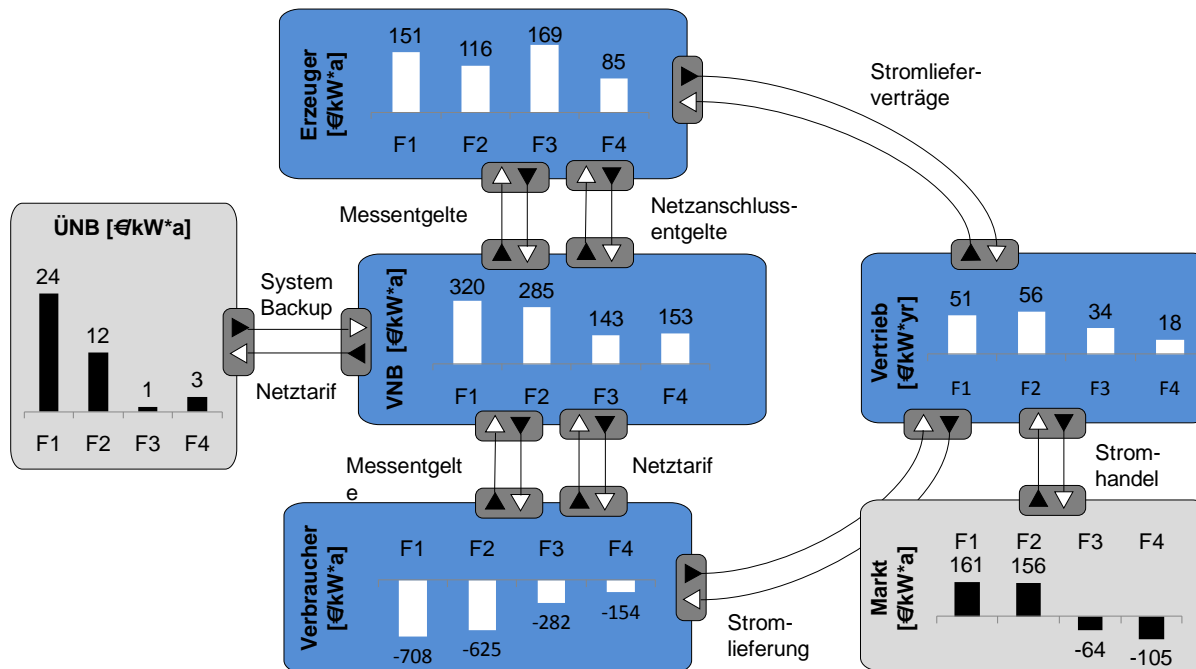 Erzeuger
[€/kW*a]
151 116 169 85
F1 F2 F3 F4
Stromliefer-
verträge
Messentgelte
Netzanschluss-
entgelte
ÜNB [€/kW*a]
24 12 1 3
F1 F2 F3 F4
System
Backup
Netztarif
VNB [€/kW*a]
320 285 143 153
F1 F2 F3 F4
Vertrieb
[€/kW*yr]
51 56 34 18
F1 F2 F3 F4
Messentgelt
e
Netztarif
Strom-
handel
Verbraucher
[€/kW*a]
F1 F2 F3 F4
-708 -625 -282 -154
Strom-
lieferung
Markt
[€/kW*a]
F1 F2 F3 F4
161 156 -64 -105